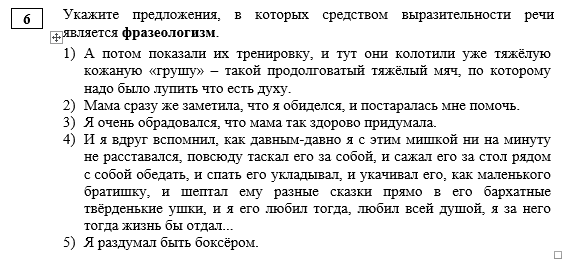 6
Укажите предложения, в которых средством выразительности речи
является фразеологизм.
1) А потом показали их тренировку, и тут они колотили уже тяжёлую
кожаную «грушу» – такой продолговатый тяжёлый мяч, по которому
надо было лупить что есть духу.
2) Мама сразу же заметила, что я обиделся, и постаралась мне помочь.
3) Я очень обрадовался, что мама так здорово придумала.
4) И я вдруг вспомнил, как давным-давно я с этим мишкой ни на минуту
не расставался, повсюду таскал его за собой, и сажал его за стол рядом
с собой обедать, и спать его укладывал, и укачивал его, как маленького
братишку, и шептал ему разные сказки прямо в его бархатные
твёрденькие ушки, и я его любил тогда, любил всей душой, я за него
тогда жизнь бы отдал...
5) Я раздумал быть боксёром.